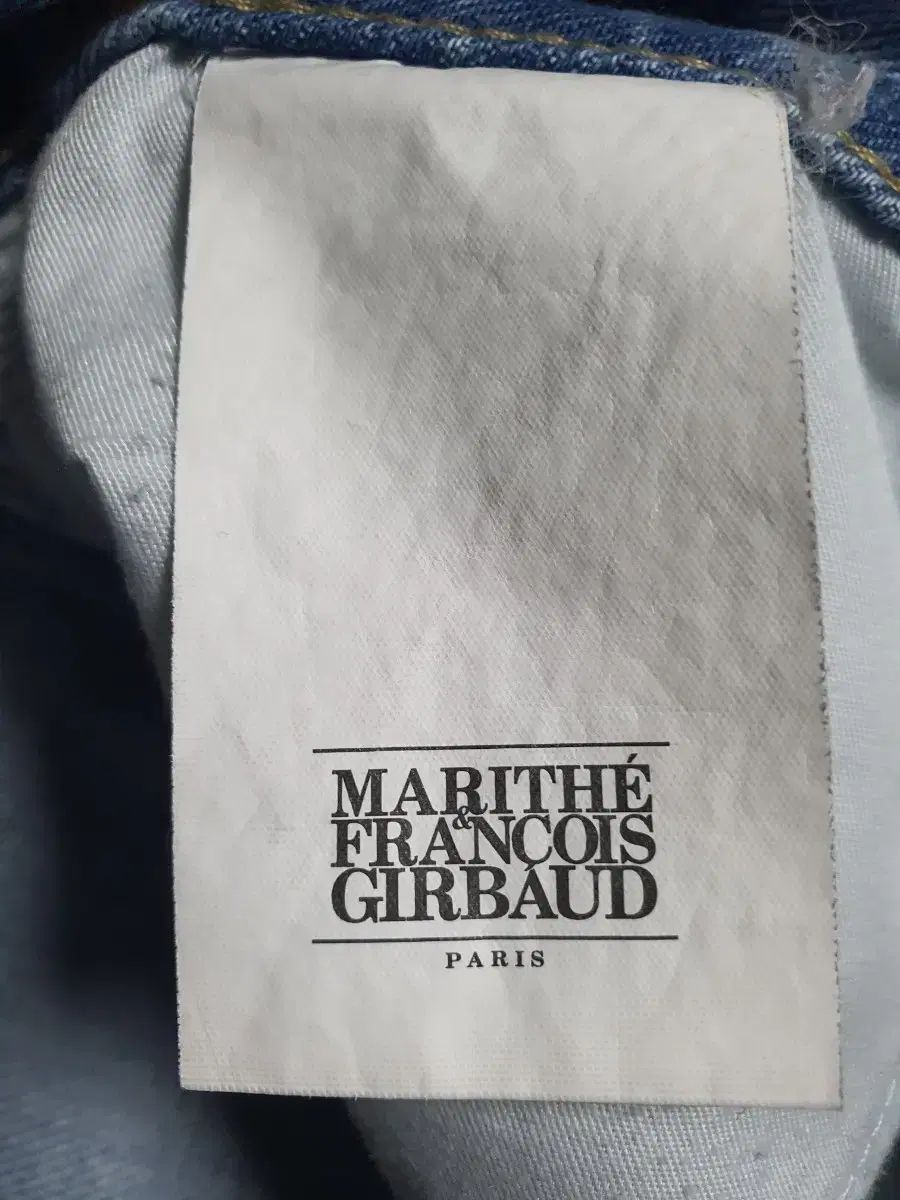 MARITHÉ
&
FRANÇOIS
GIRBAUD
PARIS